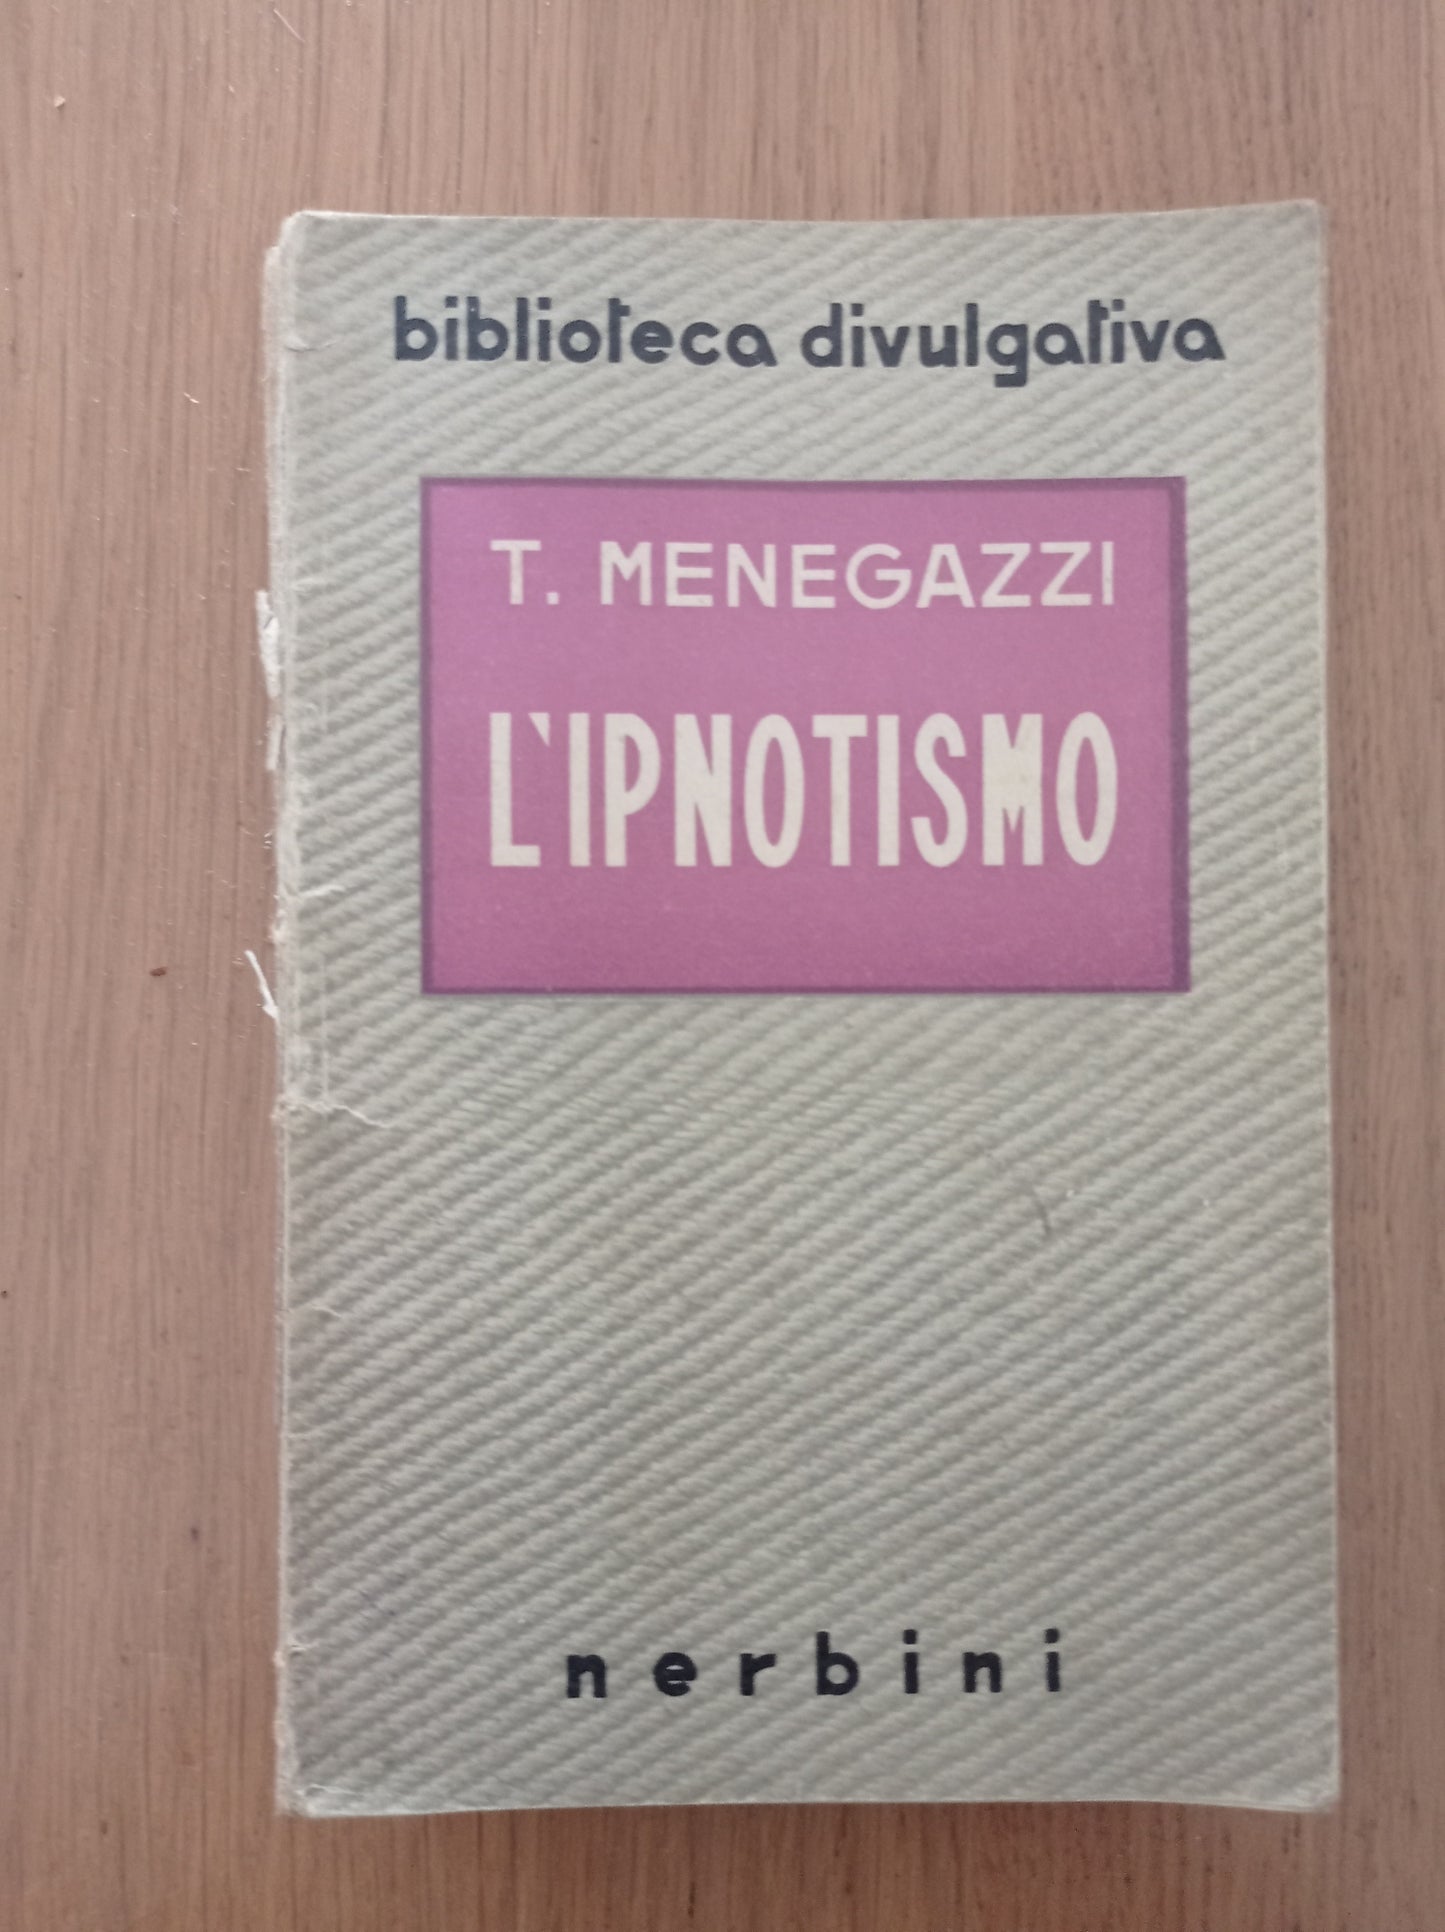 biblioteca divulgativa
T. MENEGAZZI
L'IPNOTISMO
nerbini